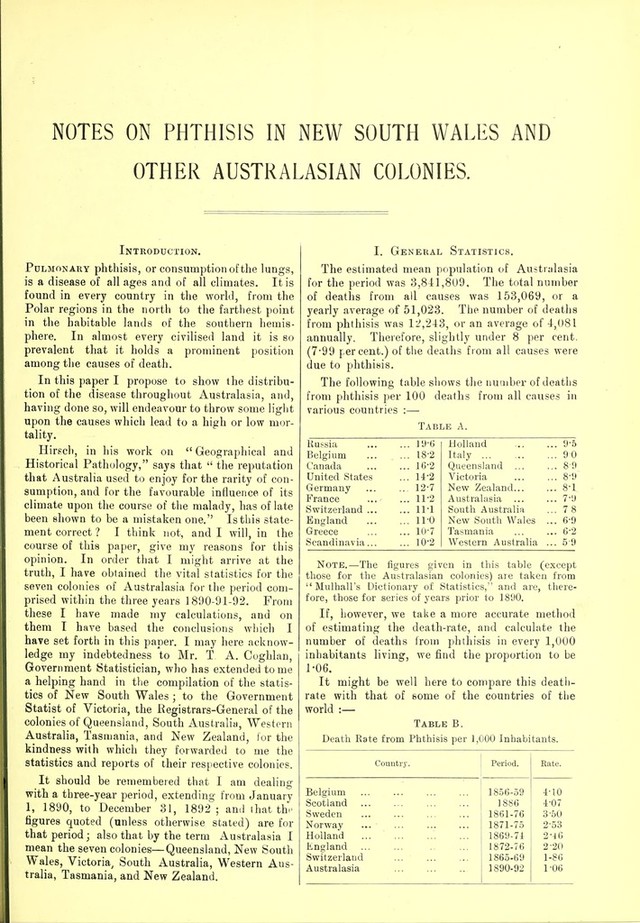 NOTES ON PHTHISIS IN NEW SOUTH WALES AND
OTHER AUSTRALASIAN COLONIES.
INTRODUCTION.
PULMONARY phthisis, or consumption of the lungs,
is a disease of all ages and of all climates. It is
found in every country in the world, from the
Polar regions in the north to the farthest point
in the habitable lands of the southern hemis-
phere. In almost every civilised land it is so
prevalent that it holds a prominent position
among the causes of death.
In this paper I propose to show the distribu-
tion of the disease throughout Australasia, and,
having done so, will endeavour to throw some light
upon the causes which lead to a high or low mor-
tality.
Hirsch, in his work on "Geographical and
Historical Pathology," says that "the reputation
that Australia used to enjoy for the rarity of con-
sumption, and for the favourable influence of its
climate upon the course of the malady, has of late
been shown to be a mistaken one." Is this state-
ment correct? I think not, and I will, in the
course of this paper, give my reasons for this
opinion. In order that I might arrive at the
truth, I have obtained the vital statistics for the
seven colonies of Australasia for the period com-
prised within the three years 1890-91-92. From
these I have made my calculations, and on
them I have based the conclusions which I
have set forth in this paper. I may here acknow-
ledge my indebtedness to Mr. T A. Coghlan,
Government Statistician, who has extended to me
a helping hand in the compilation of the statis-
tics of New South Wales; to the Government
Statist of Victoria, the Registrars-General of the
colonies of Queensland, South Australia, Western
Australia, Tasmania, and New Zealand, for the
kindness with which they forwarded to me the
statistics and reports of their respective colonies.
It should be remembered that I am dealing
with a three-year period, extending from January
1, 1890, to December 31, 1892; and that the
figures quoted (unless otherwise stated) are for
that period; also that by the term Australasia I
mean the seven colonies—Queensland, New South
Wales, Victoria, South Australia, Western Aus-
tralia, Tasmania, and New Zealand.
I. GENERAL STATISTICS.
The estimated mean population of Australasia
for the period was 3,841,809. The total number
of deaths from all causes was 153,069, or a
yearly average of 51,023. The number of deaths
from phthisis was 12,243, or an average of 4,081
annually. Therefore, slightly under 8 per cent.
(7·99 per cent.) of the deaths from all causes were
due to phthisis.
The following table shows the number of deaths
from phthisis per 100 deaths from all causes in
various countries :—
TABLE A.
Russia ... ... 19·6 Holland ... ... 9·5
Belgium ... ... 18·2 Italy ... ... ... 9 0
Canada ... ... 16·2 Queensland ... ... 8 9
United States ... 14·2 Victoria ... ... 8·9
Germany ... ... 12·7 New Zealand... ... 8·1
France ... ... 11·2 Australasia ... ... 7·9
Switzerland ... ... 11·1 South Australia ... 7 8
England ... ... 11·0 New South Wales ... 6·9
Greece ... ... 10·7 Tasmania ... ... 6·2
Scandinavia... ... 10·2 Western Australia ... 5 9
NOTE.—The figures given in this table (except
those for the Australasian colonies) are taken from
"Mulhall's Dictionary of Statistics," and are, there-
fore, those for series of years prior to 1890.
If, however, we take a more accurate method
of estimating the death-rate, and calculate the
number of deaths from phthisis in every 1,000
inhabitants living, we find the proportion to be
1·06.
It might be well here to compare this death-
rate with that of some of the countries of the
world :—
TABLE B.
Death Rate from Phthisis per 1,000 Inhabitants.
Country. Period. Rate.
Belgium ... ... ... ... 1856-59 4·10
Scotland ... ... ... ... 1886 4·07
Sweden ... ... ... ... 1861-76 3·50
Norway ... ... ... ... 1871-75 2·53
Holland ... ... ... ... 1869-71 2·46
England ... ... ... ... 1872-76 2·20
Switzerland ... ... ... 1865-69 1-86
Australasia ... ... ... 1890-92 1·06